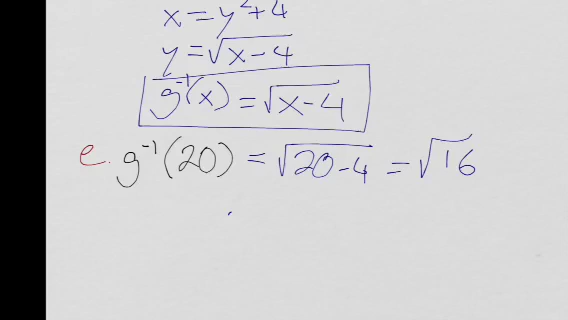 x = y² + 4
y = √x-4
g⁻¹(x) = √x-4
e. g⁻¹(20) = √20-4 = √16